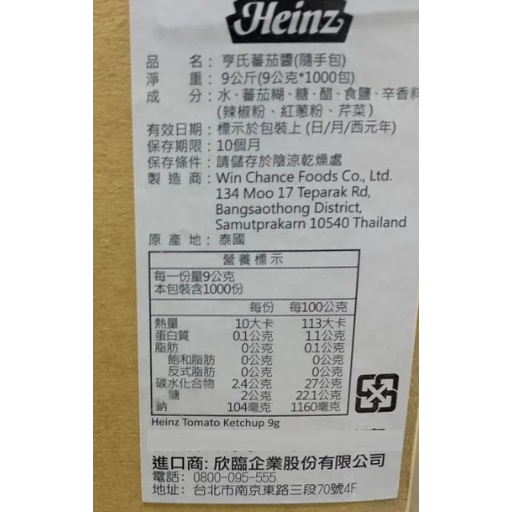 Heinz
品 名：亨氏蕃茄醬(隨手包)
淨 重：9公斤(9公克*1000包)
成 分：水、蕃茄糊、糖、醋、食鹽、辛香料
(辣椒粉、紅蔥粉、芹菜)
有效日期：標示於包裝上(日/月/西元年)
保存期限：10個月
保存條件：請儲存於陰涼乾燥處
製 造 商：Win Chance Foods Co., Ltd.
134 Moo 17 Teparak Rd,
Bangsaothong District,
Samutprakarn 10540 Thailand
原 產 地：泰國
營養標示
每一份量9公克
本包裝含1000份
每份 每100公克
熱量 10大卡 113大卡
蛋白質 0.1公克 1.1公克
脂肪 0公克 0.1公克
飽和脂肪 0公克 0公克
反式脂肪 0公克 0公克
碳水化合物 2.4公克 27公克
糖 2公克 22.1公克
鈉 104毫克 1160毫克
Heinz Tomato Ketchup 9g
進口商: 欣臨企業股份有限公司
電話: 0800-095-555
地址: 台北市南京東路三段70號4F